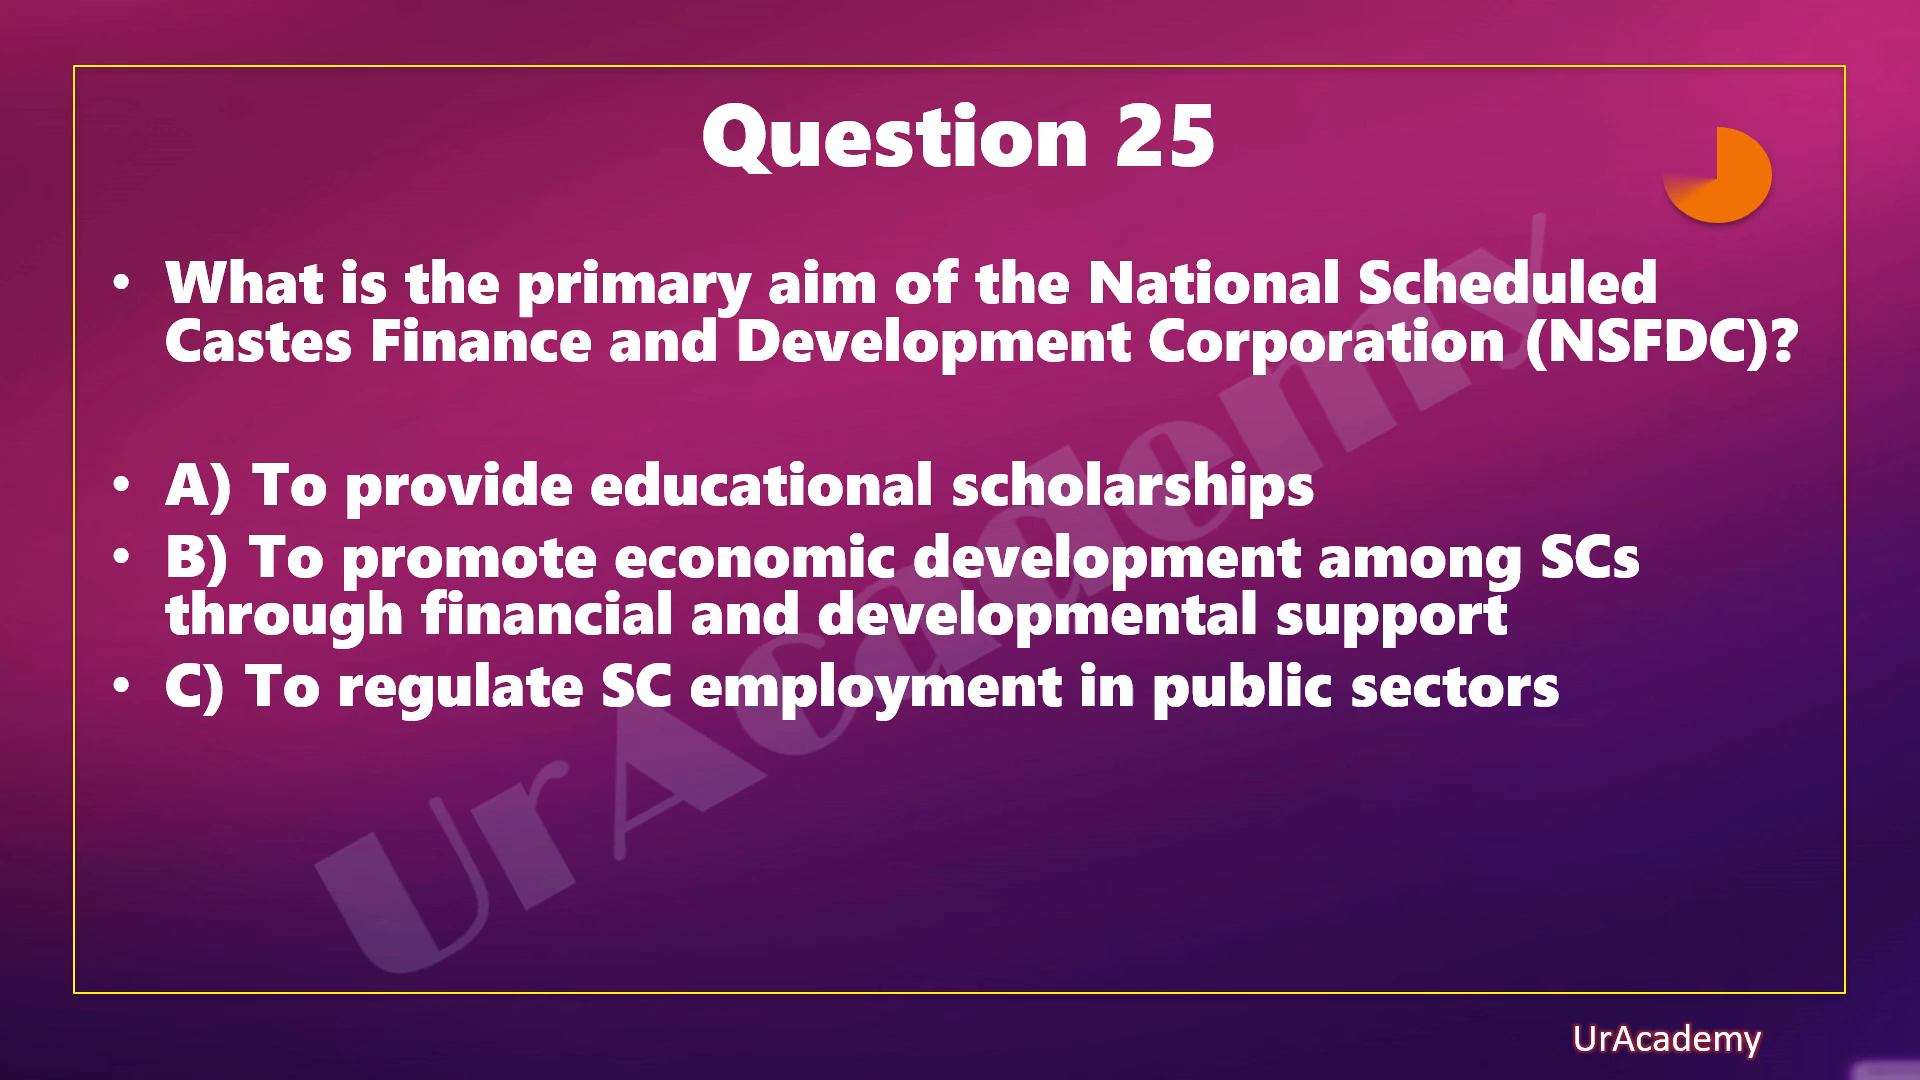 Question 25
• What is the primary aim of the National Scheduled
Castes Finance and Development Corporation (NSFDC)?
• A) To provide educational scholarships
• B) To promote economic development among SCs
through financial and developmental support
• C) To regulate SC employment in public sectors
UrAcademy
UrAcademy